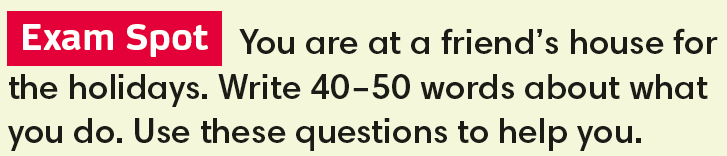 Exam Spot You are at a friend's house for
the holidays. Write 40–50 words about what
you do. Use these questions to help you.